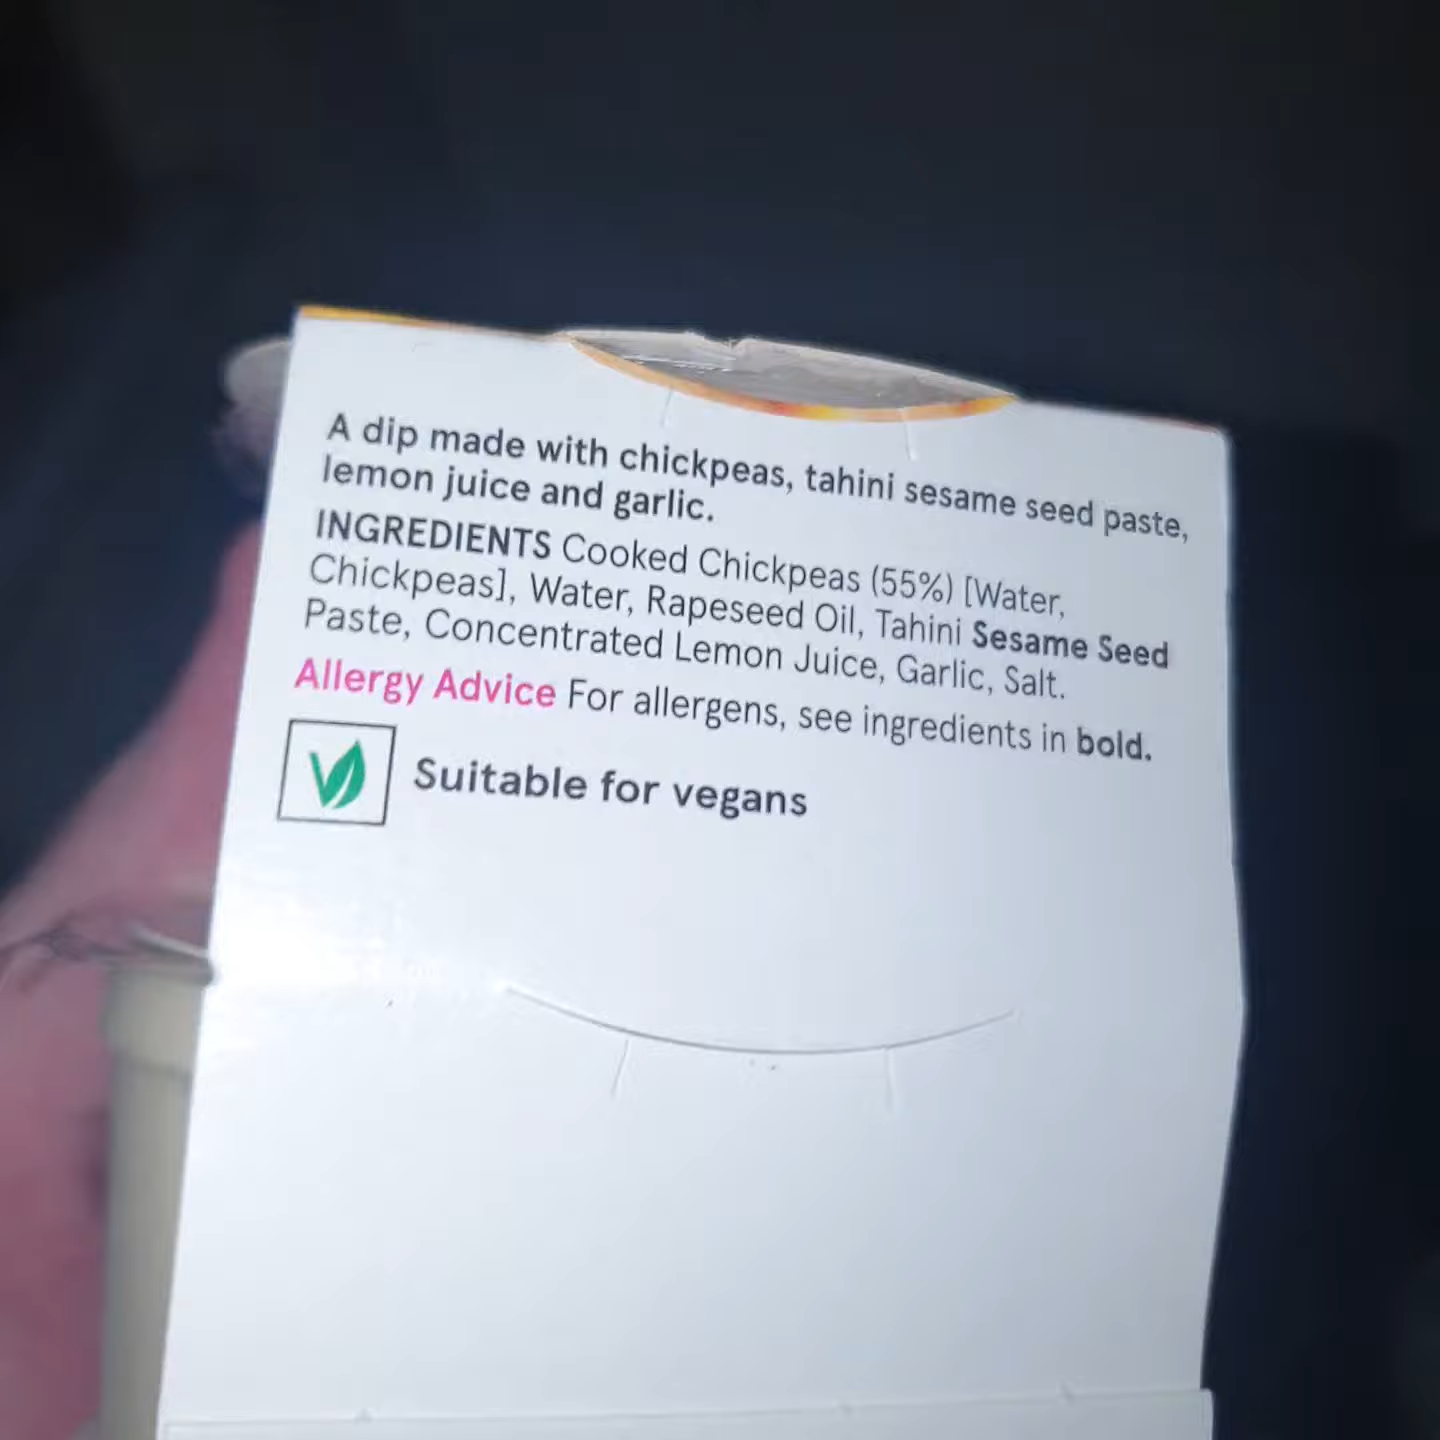 A dip made with chickpeas, tahini sesame seed paste,
lemon juice and garlic.
INGREDIENTS Cooked Chickpeas (55%) [Water,
Chickpeas], Water, Rapeseed Oil, Tahini Sesame Seed
Paste, Concentrated Lemon Juice, Garlic, Salt.
Allergy Advice For allergens, see ingredients in bold.
Suitable for vegans